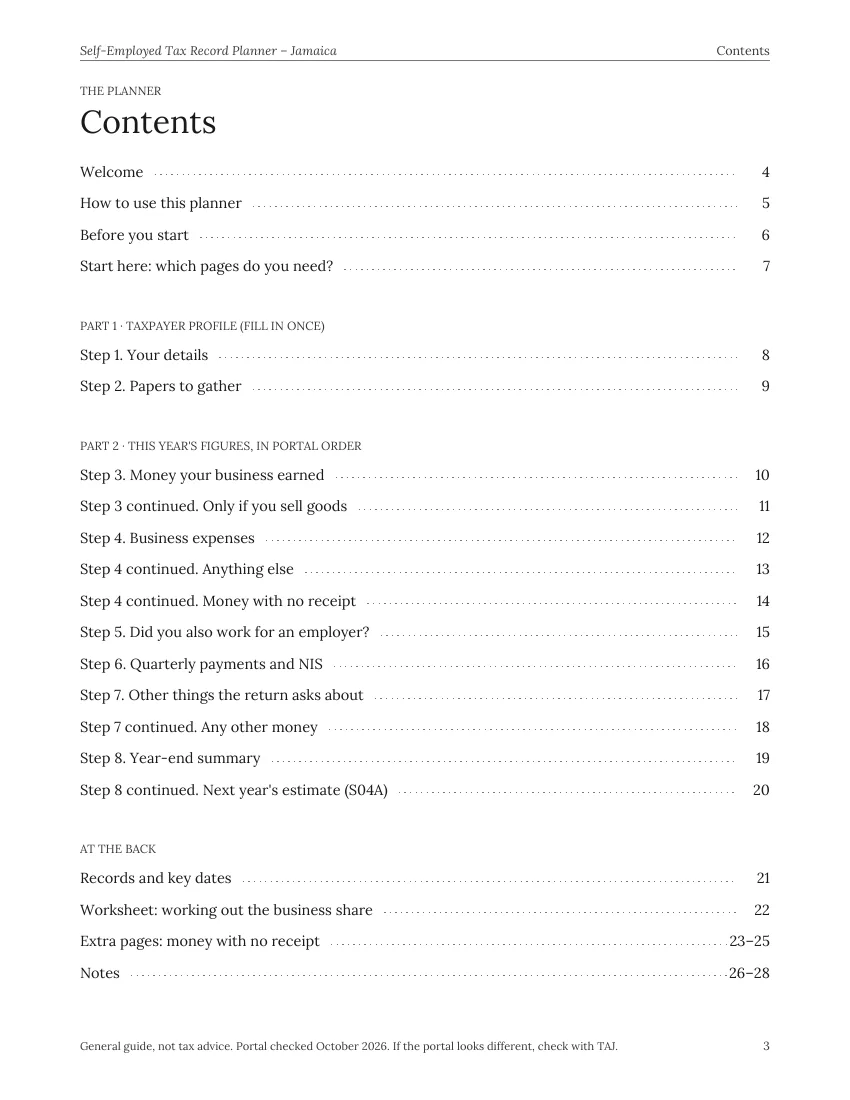 Self-Employed Tax Record Planner – Jamaica Contents
THE PLANNER
Contents
Welcome 4
How to use this planner 5
Before you start 6
Start here: which pages do you need? 7
PART 1 · TAXPAYER PROFILE (FILL IN ONCE)
Step 1. Your details 8
Step 2. Papers to gather 9
PART 2 · THIS YEAR'S FIGURES, IN PORTAL ORDER
Step 3. Money your business earned 10
Step 3 continued. Only if you sell goods 11
Step 4. Business expenses 12
Step 4 continued. Anything else 13
Step 4 continued. Money with no receipt 14
Step 5. Did you also work for an employer? 15
Step 6. Quarterly payments and NIS 16
Step 7. Other things the return asks about 17
Step 7 continued. Any other money 18
Step 8. Year-end summary 19
Step 8 continued. Next year's estimate (S04A) 20
AT THE BACK
Records and key dates 21
Worksheet: working out the business share 22
Extra pages: money with no receipt 23–25
Notes 26–28
General guide, not tax advice. Portal checked October 2026. If the portal looks different, check with TAJ. 3